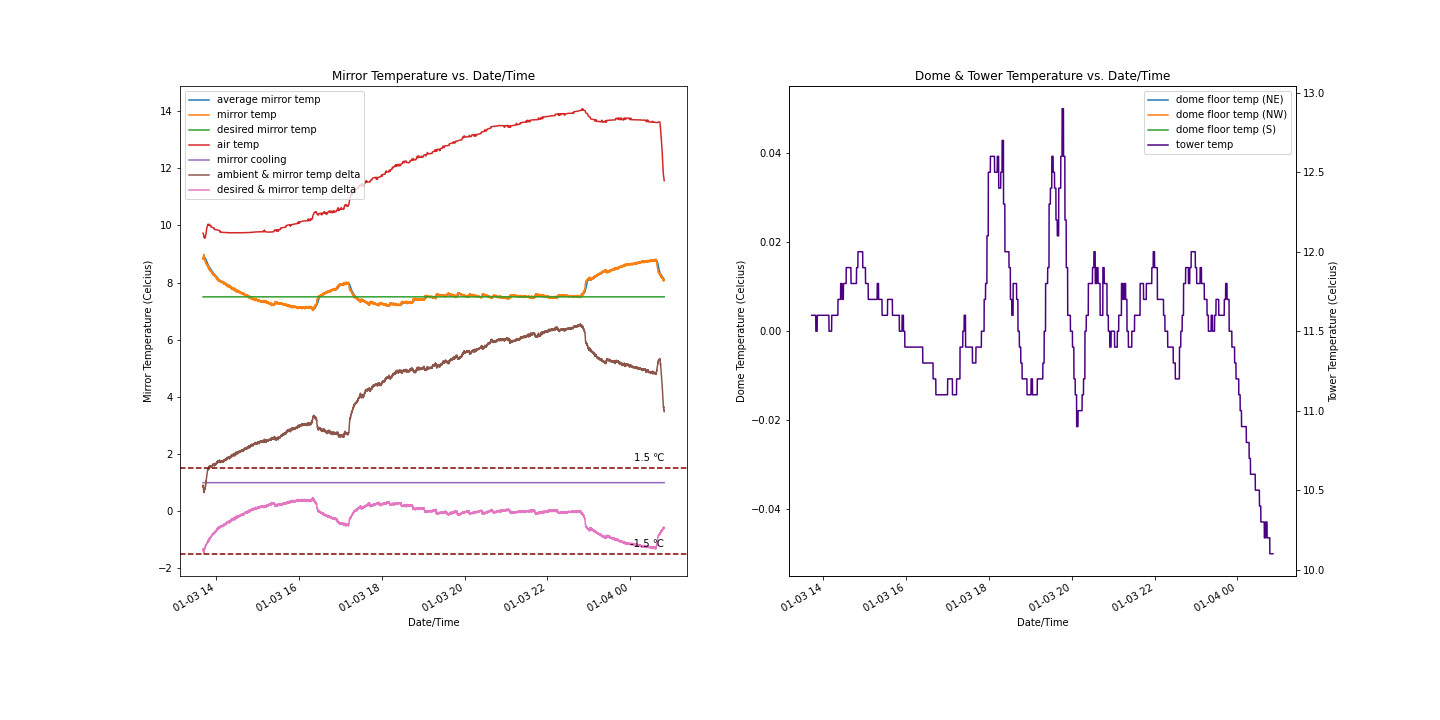 Mirror Temperature vs. Date/Time
Mirror Temperature (Celcius)
14
12
10
8
6
4
2
0
−2
average mirror temp
mirror temp
desired mirror temp
air temp
mirror cooling
ambient & mirror temp delta
desired & mirror temp delta
1.5 °C
-1.5 °C
01-03 14
01-03 16
01-03 18
01-03 20
01-03 22
01-04 00
Date/Time
Dome & Tower Temperature vs. Date/Time
Dome Temperature (Celcius)
0.04
0.02
0.00
−0.02
−0.04
dome floor temp (NE)
dome floor temp (NW)
dome floor temp (S)
tower temp
13.0
12.5
12.0
11.5
11.0
10.5
10.0
Tower Temperature (Celcius)
01-03 14
01-03 16
01-03 18
01-03 20
01-03 22
01-04 00
Date/Time